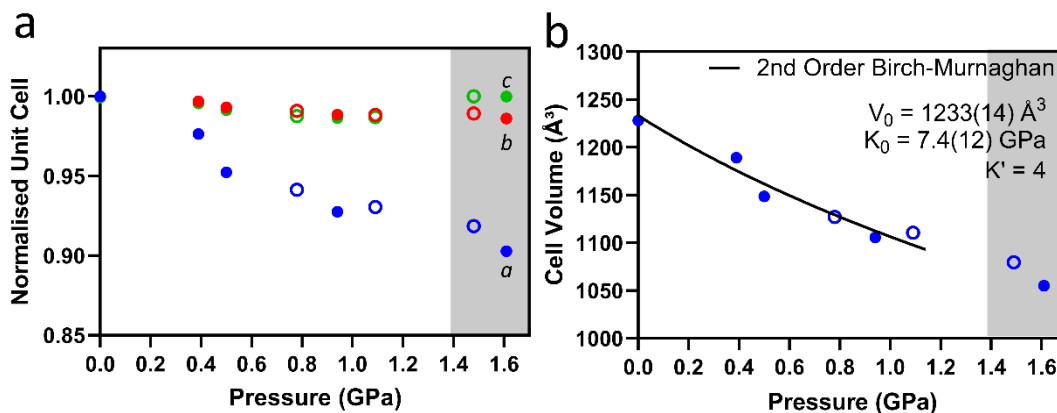 a
Normalised Unit Cell
1.00
0.95
0.90
0.85
0.0 0.2 0.4 0.6 0.8 1.0 1.2 1.4 1.6
Pressure (GPa)
c
b
a
b
Cell Volume (Å³)
1300
1250
1200
1150
1100
1050
1000
0.0 0.2 0.4 0.6 0.8 1.0 1.2 1.4 1.6
Pressure (GPa)
2nd Order Birch-Murnaghan
V₀ = 1233(14) Å³
K₀ = 7.4(12) GPa
K' = 4